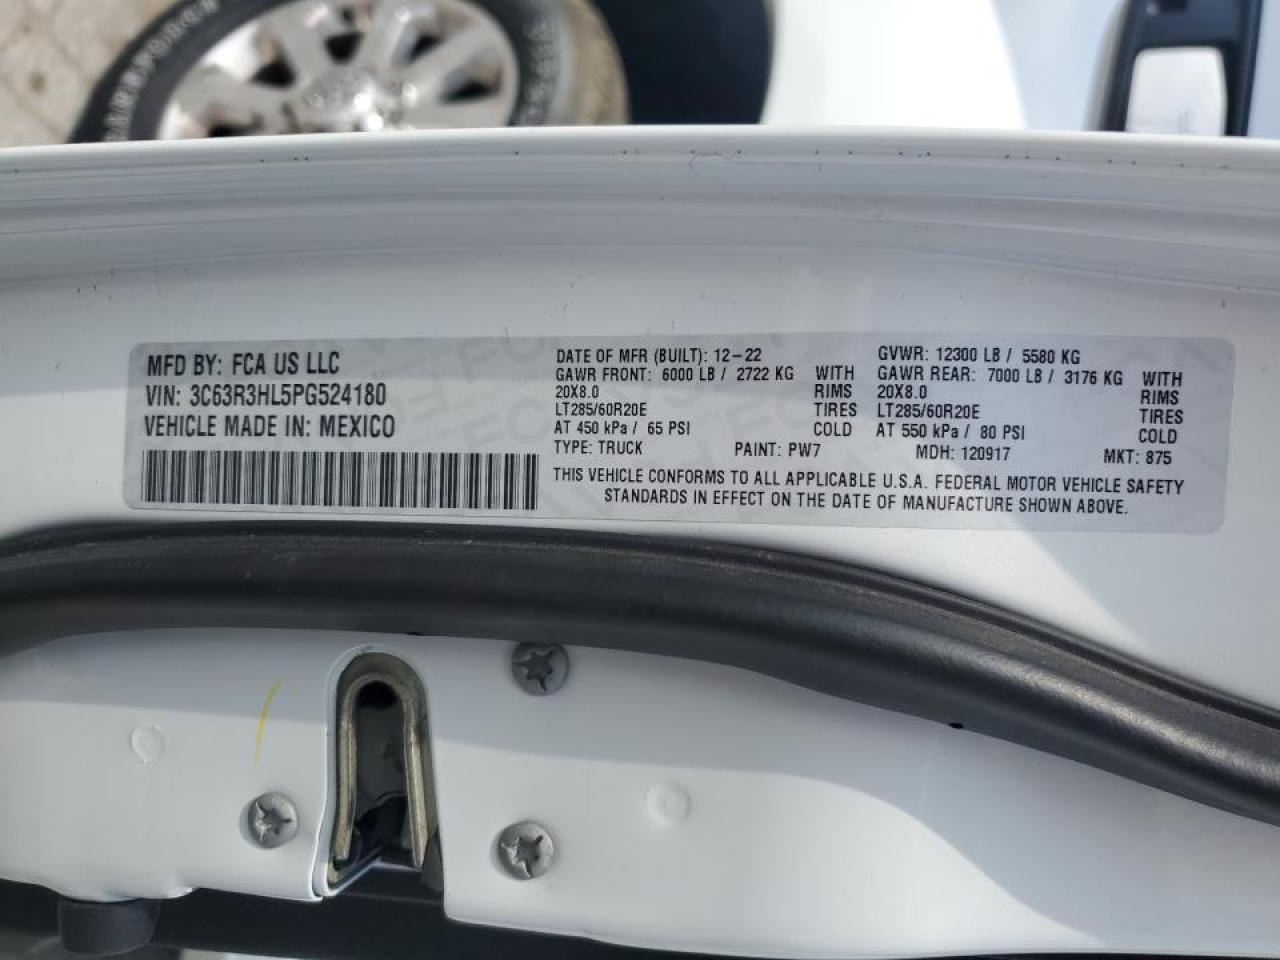 MFD BY: FCA US LLC
VIN: 3C63R3HL5PG524180
VEHICLE MADE IN: MEXICO
DATE OF MFR (BUILT): 12-22
GAWR FRONT: 6000 LB / 2722 KG WITH
20X8.0 RIMS
LT285/60R20E TIRES
AT 450 kPa / 65 PSI COLD
GVWR: 12300 LB / 5580 KG
GAWR REAR: 7000 LB / 3176 KG WITH
20X8.0 RIMS
LT285/60R20E TIRES
AT 550 kPa / 80 PSI COLD
TYPE: TRUCK PAINT: PW7 MDH: 120917 MKT: 875
THIS VEHICLE CONFORMS TO ALL APPLICABLE U.S.A. FEDERAL MOTOR VEHICLE SAFETY
STANDARDS IN EFFECT ON THE DATE OF MANUFACTURE SHOWN ABOVE.